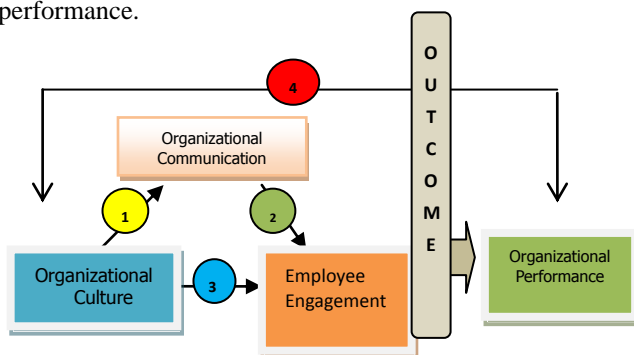 performance.
4
Organizational
Communication
1
2
Organizational
Culture
3
Employee
Engagement
O
U
T
C
O
M
E
Organizational
Performance